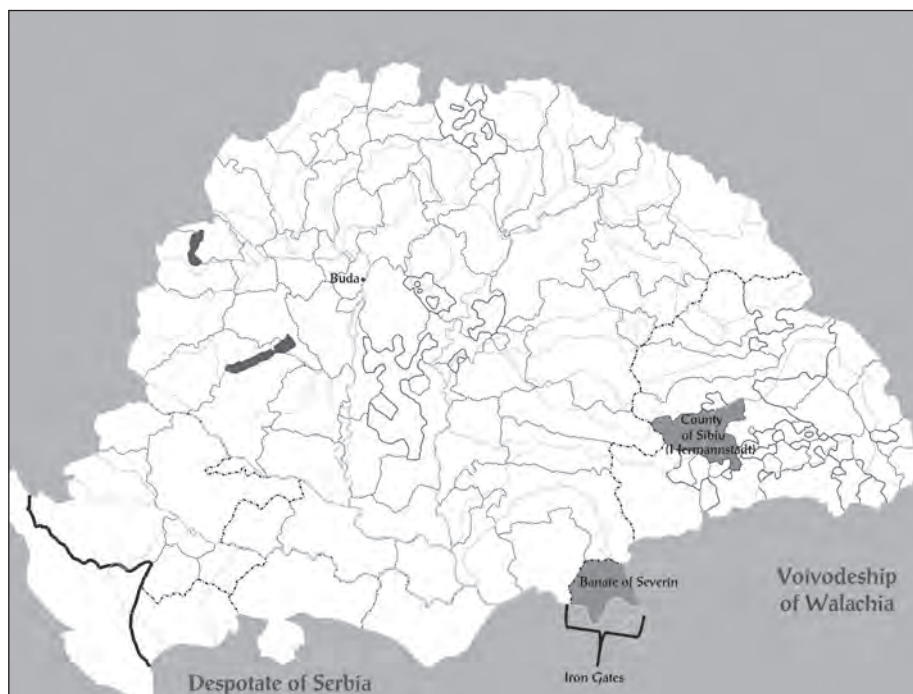 Buda
County
of Sibiu
(Hermannstadt)
Banate of Severin
Voivodeship
of Walachia
Iron Gates
Despotate of Serbia